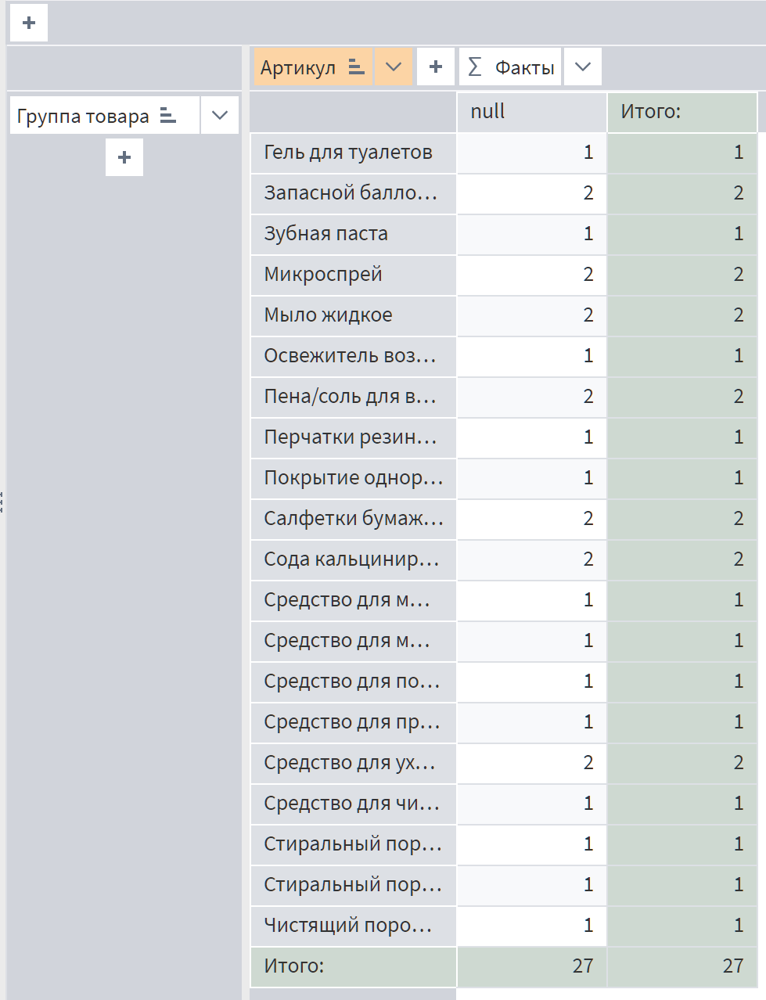 +
Артикул + Σ Факты
Группа товара null Итого:
+
Гель для туалетов 1 1
Запасной балло... 2 2
Зубная паста 1 1
Микроспрей 2 2
Мыло жидкое 2 2
Освежитель воз... 1 1
Пена/соль для в... 2 2
Перчатки резин... 1 1
Покрытие однор... 1 1
Салфетки бумаж... 2 2
Сода кальцинир... 2 2
Средство для м... 1 1
Средство для м... 1 1
Средство для по... 1 1
Средство для пр... 1 1
Средство для ух... 2 2
Средство для чи... 1 1
Стиральный пор... 1 1
Стиральный пор... 1 1
Чистящий поро... 1 1
Итого: 27 27